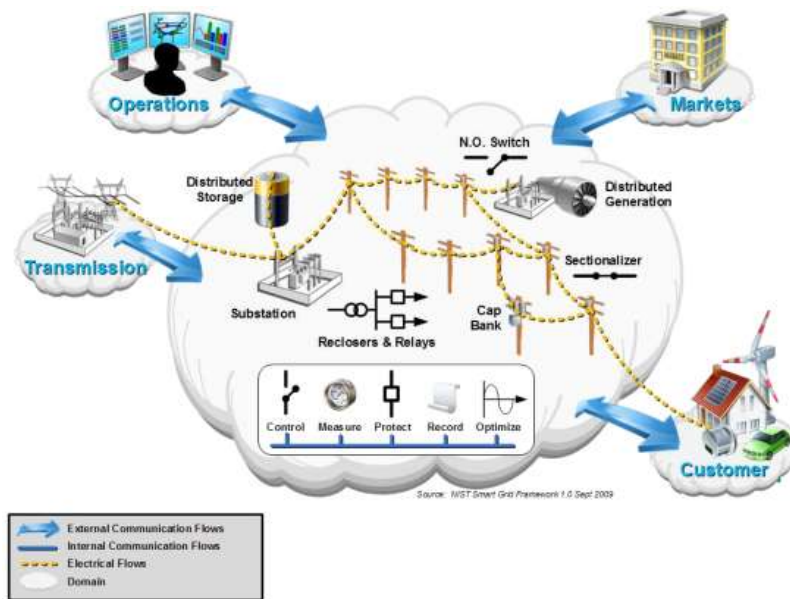 Operations
Markets
N.O. Switch
Distributed
Storage
Distributed
Generation
Transmission
Sectionalizer
Substation
Cap
Bank
Reclosers & Relays
Control
Measure
Protect
Record
Optimize
Customer
Source: NIST Smart Grid Framework 1.0 Sept 2009
External Communication Flows
Internal Communication Flows
Electrical Flows
Domain